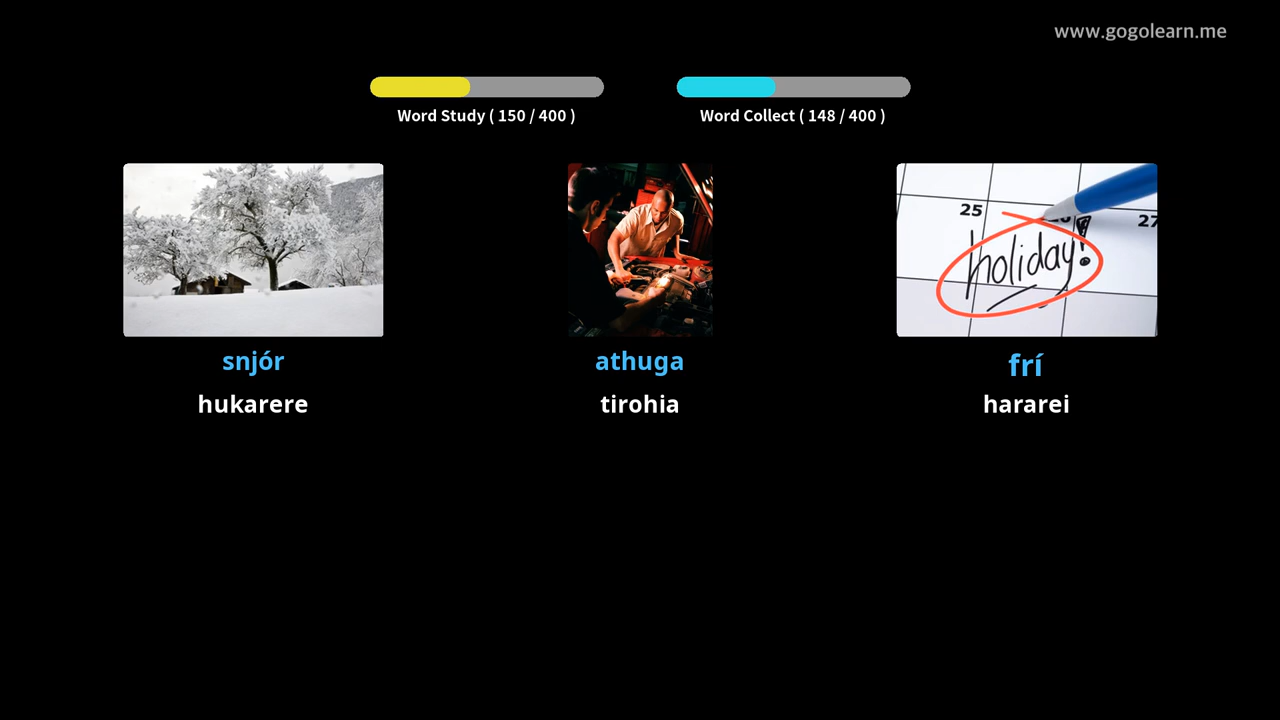 www.gogolearn.me
Word Study ( 150 / 400 )
Word Collect ( 148 / 400 )
25
27
holiday!
snjór
athuga
frí
hukarere
tirohia
hararei